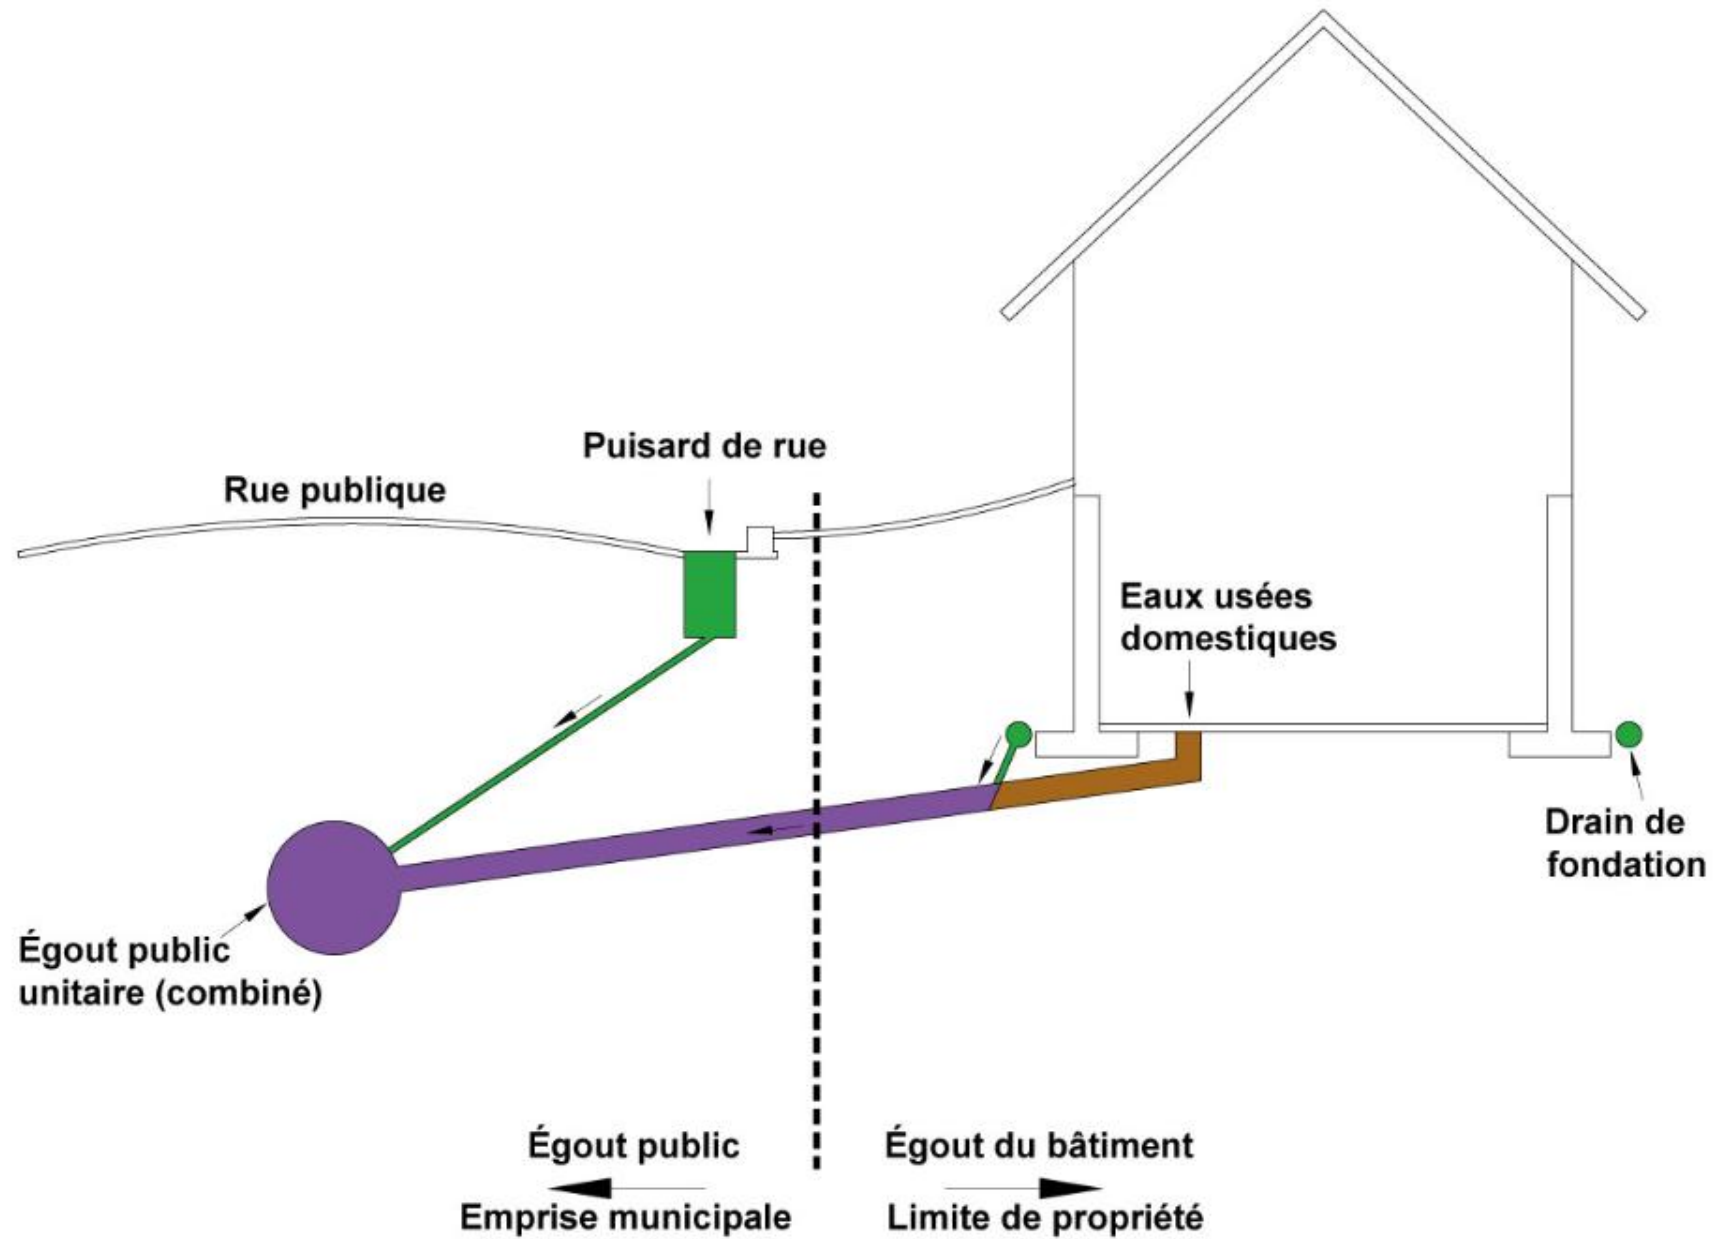 Puisard de rue
Rue publique
Eaux usées
domestiques
Drain de
fondation
Égout public
unitaire (combiné)
Égout public
Emprise municipale
Égout du bâtiment
Limite de propriété